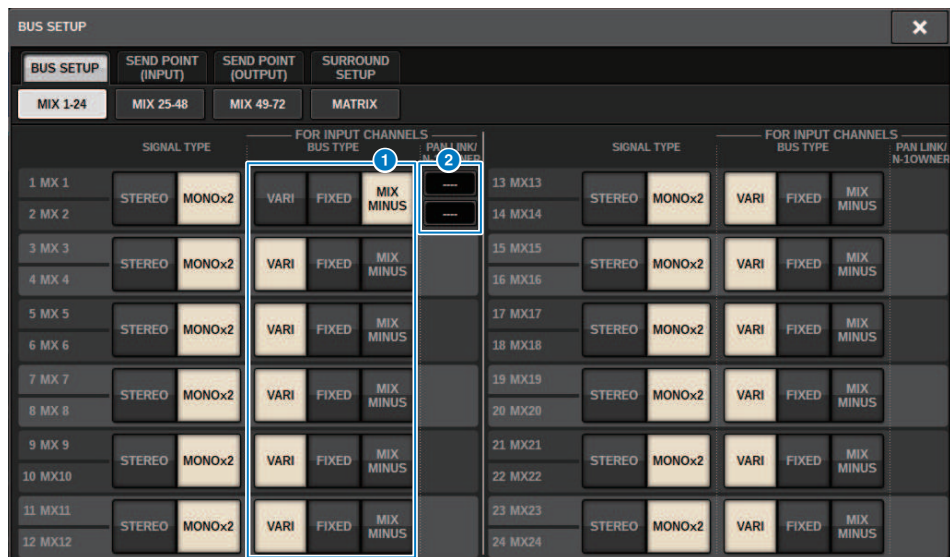 BUS SETUP
BUS SETUP
SEND POINT
(INPUT)
SEND POINT
(OUTPUT)
SURROUND
SETUP
MIX 1-24
MIX 25-48
MIX 49-72
MATRIX
FOR INPUT CHANNELS
SIGNAL TYPE
BUS TYPE
PAN LINK/
N-1OWNER
1
2
1 MX 1
2 MX 2
STEREO MONOx2 VARI FIXED MIX MINUS
----
----
3 MX 3
4 MX 4
STEREO MONOx2 VARI FIXED MIX MINUS
5 MX 5
6 MX 6
STEREO MONOx2 VARI FIXED MIX MINUS
7 MX 7
8 MX 8
STEREO MONOx2 VARI FIXED MIX MINUS
9 MX 9
10 MX10
STEREO MONOx2 VARI FIXED MIX MINUS
11 MX11
12 MX12
STEREO MONOx2 VARI FIXED MIX MINUS
FOR INPUT CHANNELS
SIGNAL TYPE
BUS TYPE
PAN LINK/
N-1OWNER
13 MX13
14 MX14
STEREO MONOx2 VARI FIXED MIX MINUS
15 MX15
16 MX16
STEREO MONOx2 VARI FIXED MIX MINUS
17 MX17
18 MX18
STEREO MONOx2 VARI FIXED MIX MINUS
19 MX19
20 MX20
STEREO MONOx2 VARI FIXED MIX MINUS
21 MX21
22 MX22
STEREO MONOx2 VARI FIXED MIX MINUS
23 MX23
24 MX24
STEREO MONOx2 VARI FIXED MIX MINUS